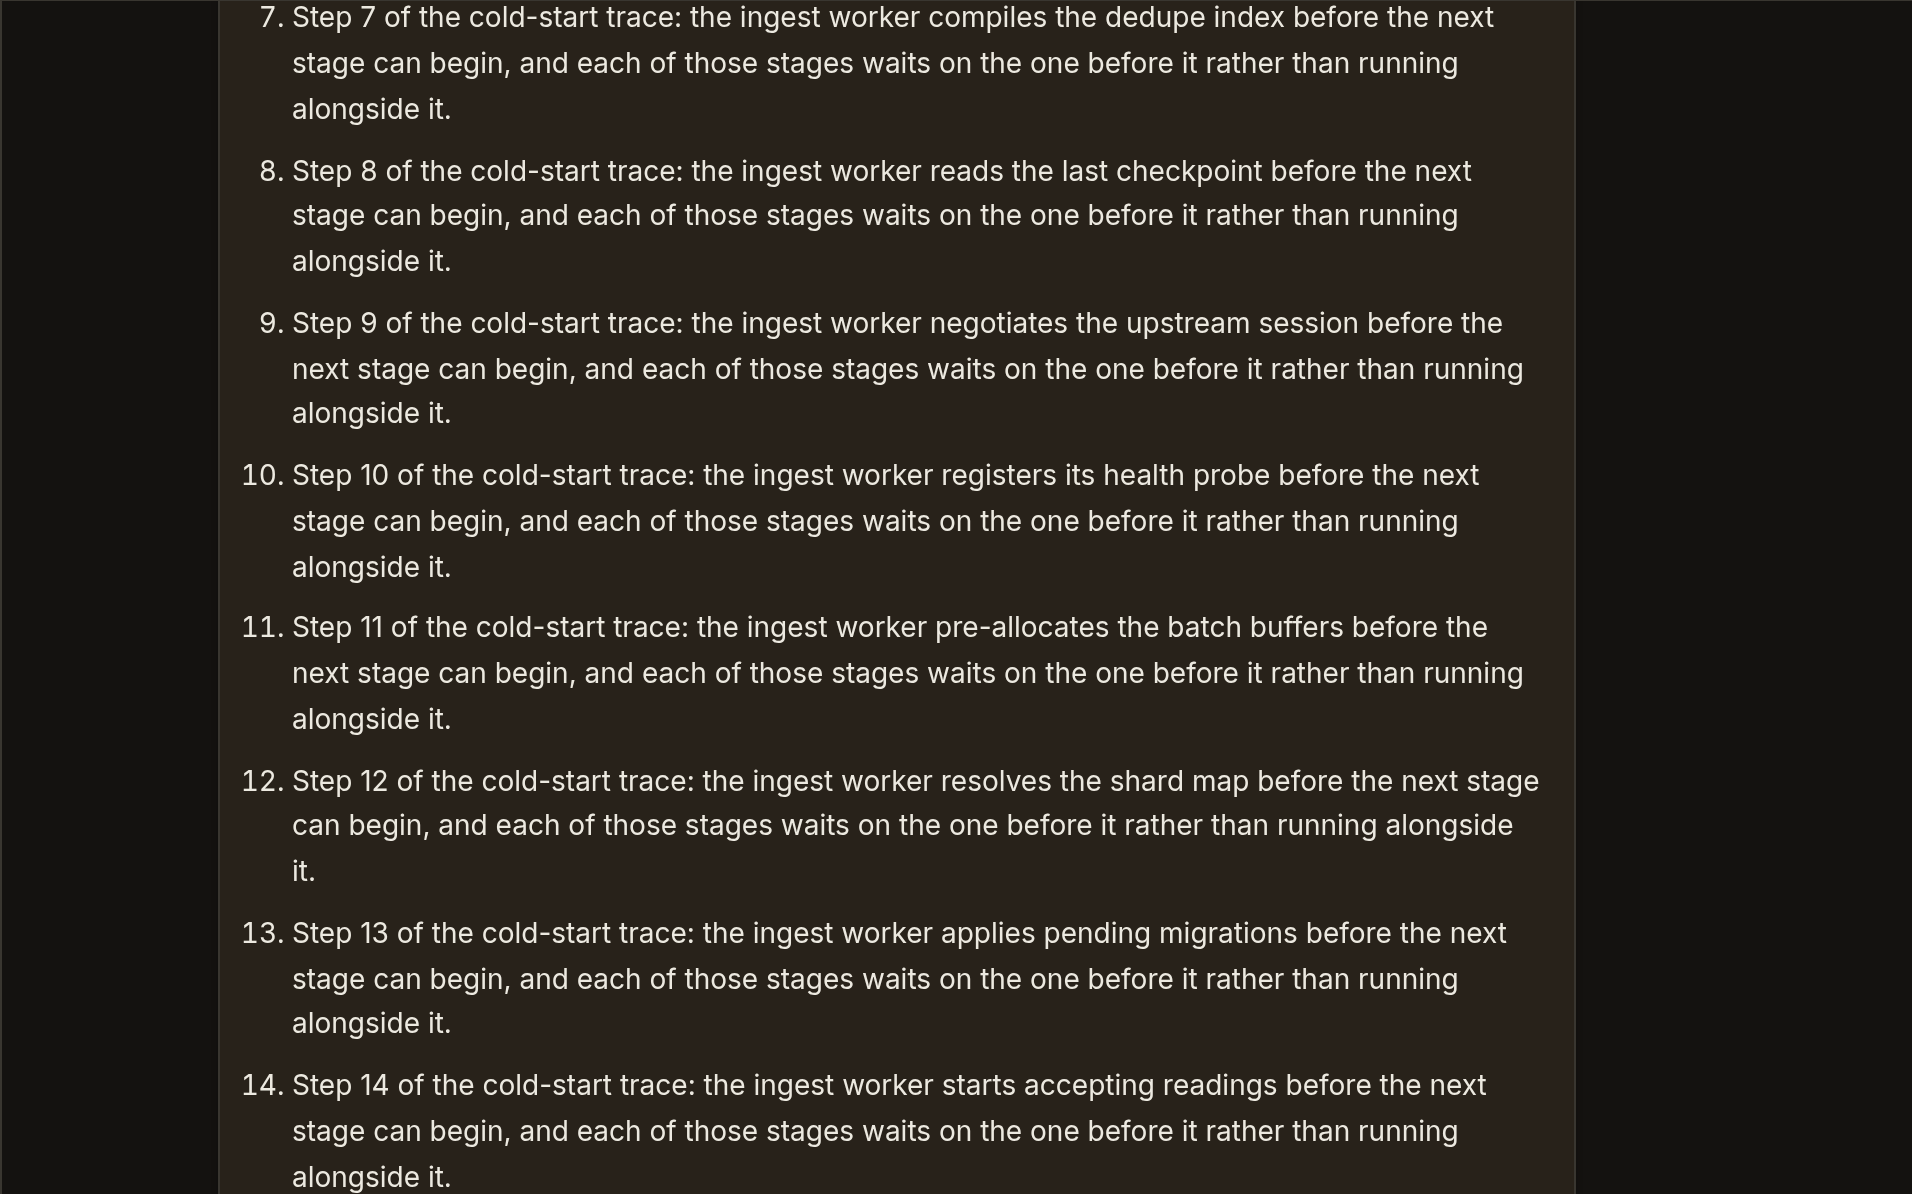 7. Step 7 of the cold-start trace: the ingest worker compiles the dedupe index before the next
stage can begin, and each of those stages waits on the one before it rather than running
alongside it.
8. Step 8 of the cold-start trace: the ingest worker reads the last checkpoint before the next
stage can begin, and each of those stages waits on the one before it rather than running
alongside it.
9. Step 9 of the cold-start trace: the ingest worker negotiates the upstream session before the
next stage can begin, and each of those stages waits on the one before it rather than running
alongside it.
10. Step 10 of the cold-start trace: the ingest worker registers its health probe before the next
stage can begin, and each of those stages waits on the one before it rather than running
alongside it.
11. Step 11 of the cold-start trace: the ingest worker pre-allocates the batch buffers before the
next stage can begin, and each of those stages waits on the one before it rather than running
alongside it.
12. Step 12 of the cold-start trace: the ingest worker resolves the shard map before the next stage
can begin, and each of those stages waits on the one before it rather than running alongside
it.
13. Step 13 of the cold-start trace: the ingest worker applies pending migrations before the next
stage can begin, and each of those stages waits on the one before it rather than running
alongside it.
14. Step 14 of the cold-start trace: the ingest worker starts accepting readings before the next
stage can begin, and each of those stages waits on the one before it rather than running
alongside it.